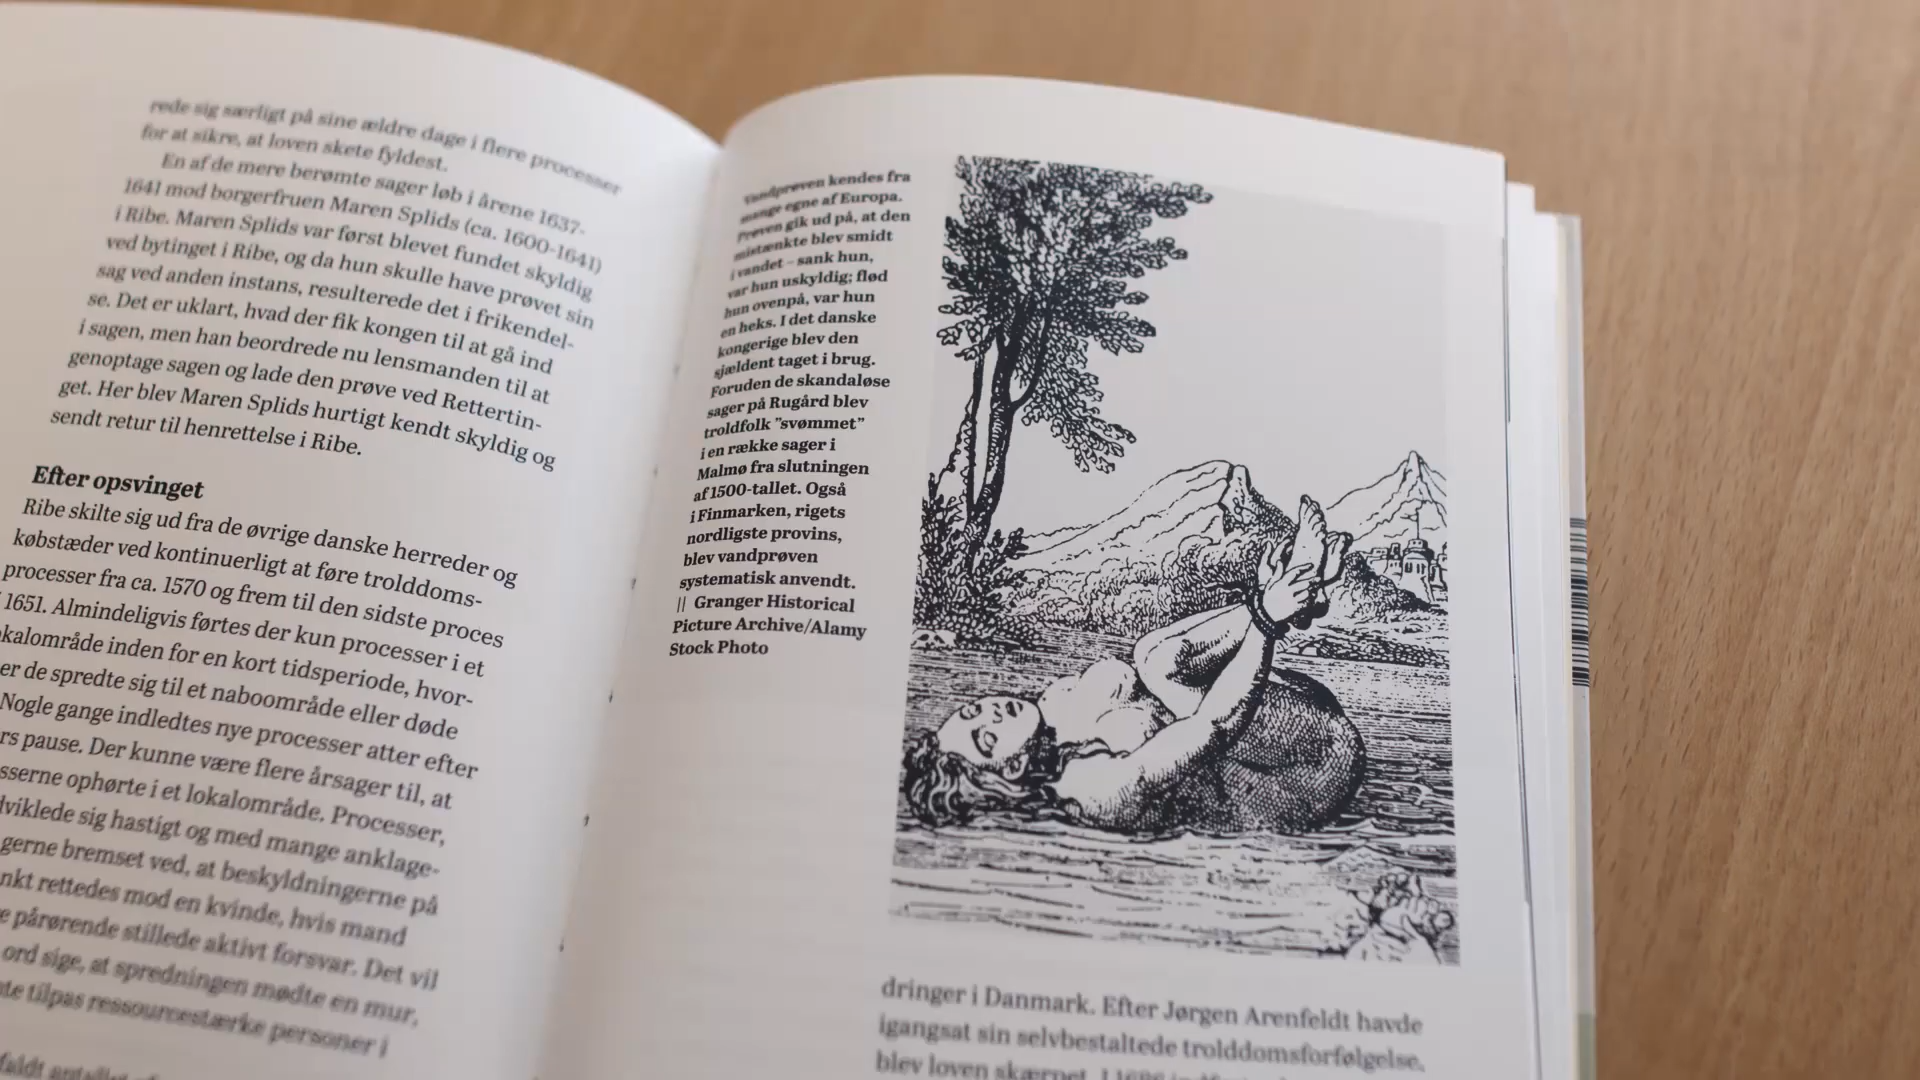 rede sig særligt på sine ældre dage i flere processer
for at sikre, at loven skete fyldest.
En af de mere berømte sager løb i årene 1637-
1641 mod borgerfruen Maren Splids (ca. 1600-1641)
i Ribe. Maren Splids var først blevet fundet skyldig
ved bytinget i Ribe, og da hun skulle have prøvet sin
sag ved anden instans, resulterede det i frikendel-
se. Det er uklart, hvad der fik kongen til at gå ind
i sagen, men han beordrede nu lensmanden til at
genoptage sagen og lade den prøve ved Rettertin-
get. Her blev Maren Splids hurtigt kendt skyldig og
sendt retur til henrettelse i Ribe.
Efter opsvinget
Ribe skilte sig ud fra de øvrige danske herreder og
købstæder ved kontinuerligt at føre trolddoms-
processer fra ca. 1570 og frem til den sidste proces
1651. Almindeligvis førtes der kun processer i et
kalområde inden for en kort tidsperiode, hvor-
er de spredte sig til et naboområde eller døde
Nogle gange indledtes nye processer atter efter
rs pause. Der kunne være flere årsager til, at
sserne ophørte i et lokalområde. Processer,
dviklede sig hastigt og med mange anklage-
gerne bremset ved, at beskyldningerne på
nkt rettedes mod en kvinde, hvis mand
e pårørende stillede aktivt forsvar. Det vil
ord sige, at spredningen mødte en mur,
te tilpas ressourcestærke personer i
Vandprøven kendes fra
mange egne af Europa.
Prøven gik ud på, at den
mistænkte blev smidt
i vandet – sank hun,
var hun uskyldig; flød
hun ovenpå, var hun
en heks. I det danske
kongerige blev den
sjældent taget i brug.
Foruden de skandaløse
sager på Rugård blev
troldfolk ”svømmet”
i en række sager i
Malmø fra slutningen
af 1500-tallet. Også
i Finmarken, rigets
nordligste provins,
blev vandprøven
systematisk anvendt.
|| Granger Historical
Picture Archive/Alamy
Stock Photo
dringer i Danmark. Efter Jørgen Arenfeldt havde
igangsat sin selvbestaltede trolddomsforfølgelse,
blev loven skærpet. I 1686